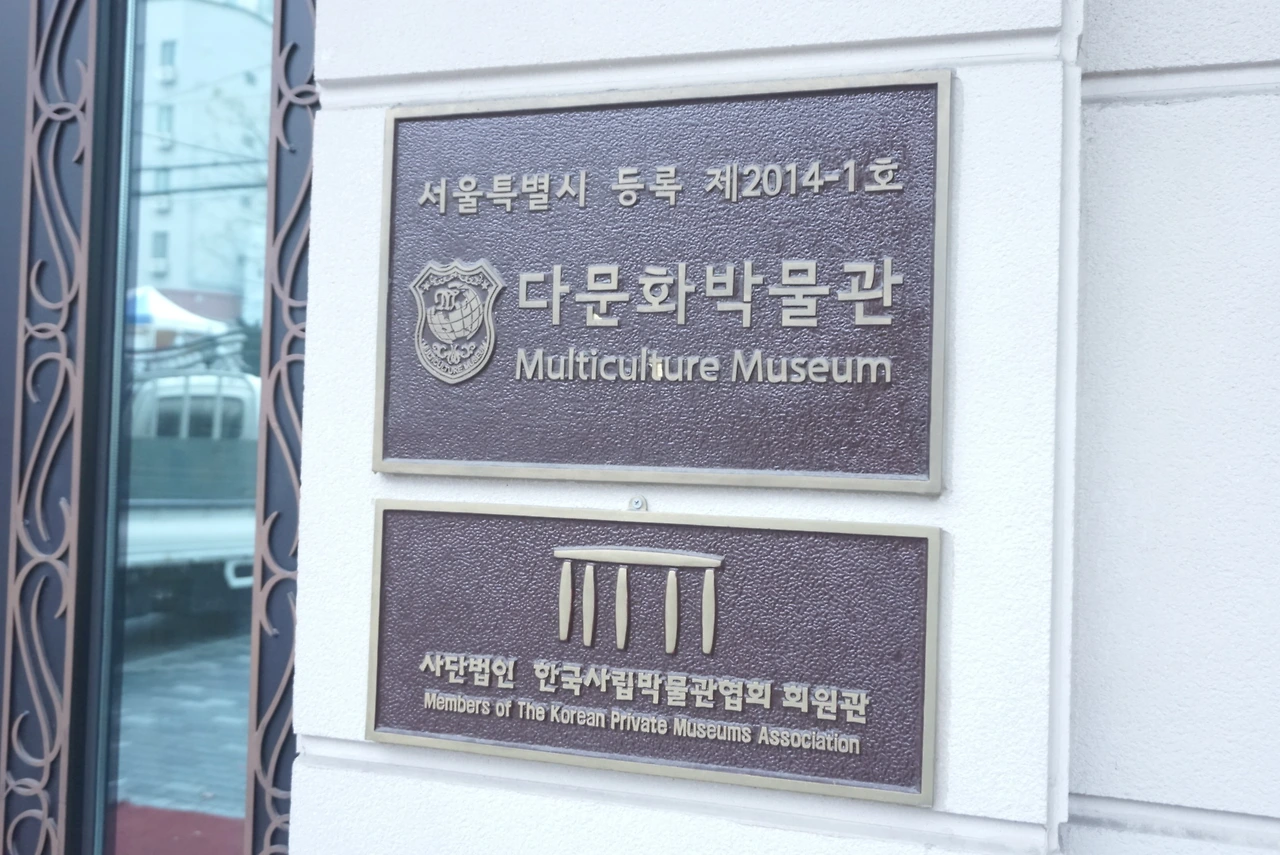 서울특별시 등록 제2014-1호
다문화박물관
Multiculture Museum
사단법인 한국사립박물관협회 회원관
Members of The Korean Private Museums Association